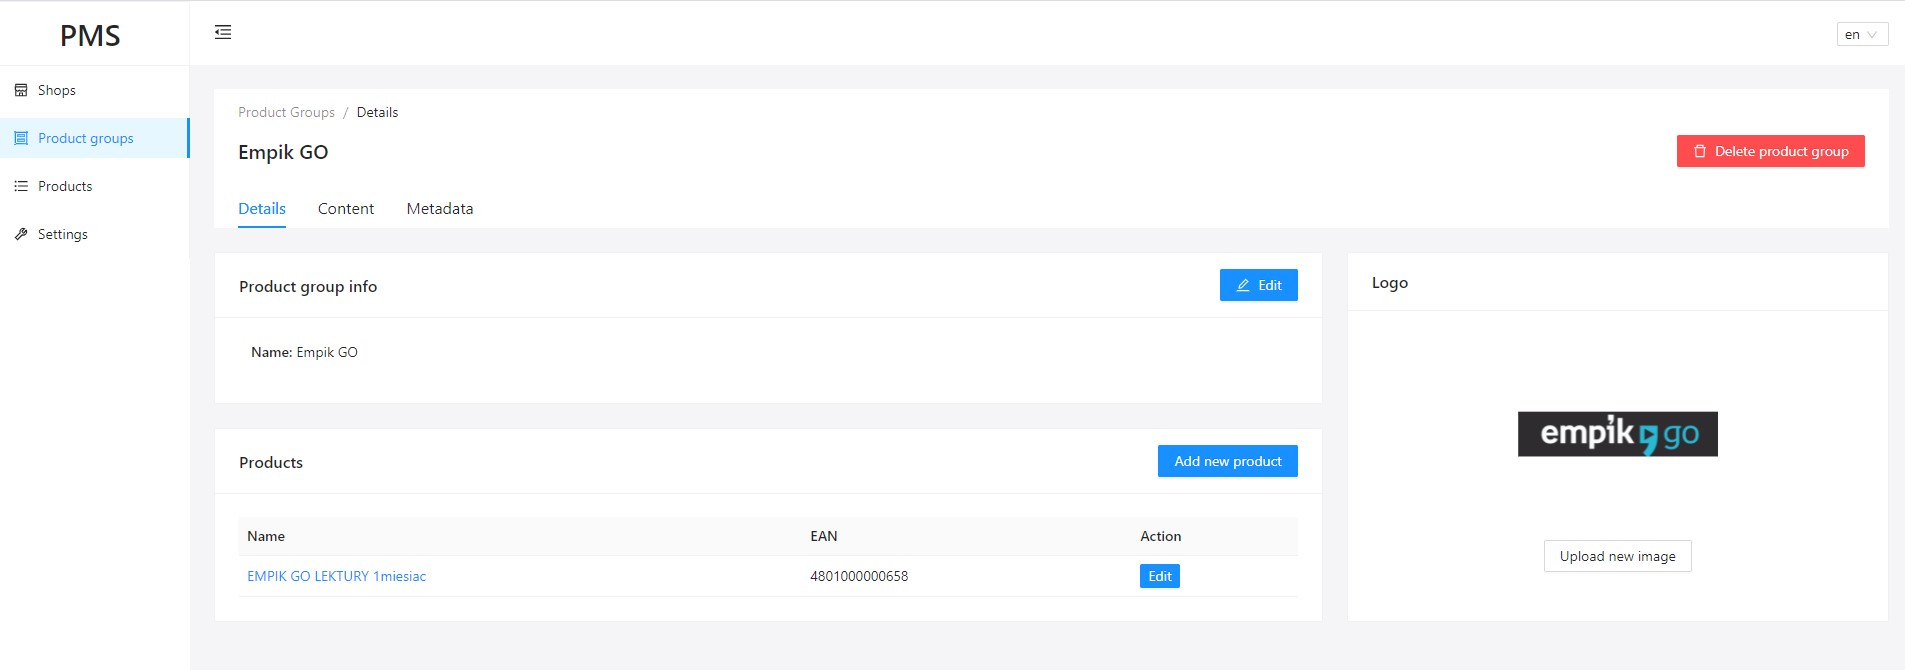 PMS
en
Shops
Product groups
Products
Settings
Product Groups / Details
Empik GO
Delete product group
Details Content Metadata
Product group info
Edit
Name: Empik GO
Products
Add new product
Name EAN Action
EMPIK GO LEKTURY 1miesiac 4801000000658 Edit
Logo
empik go
Upload new image